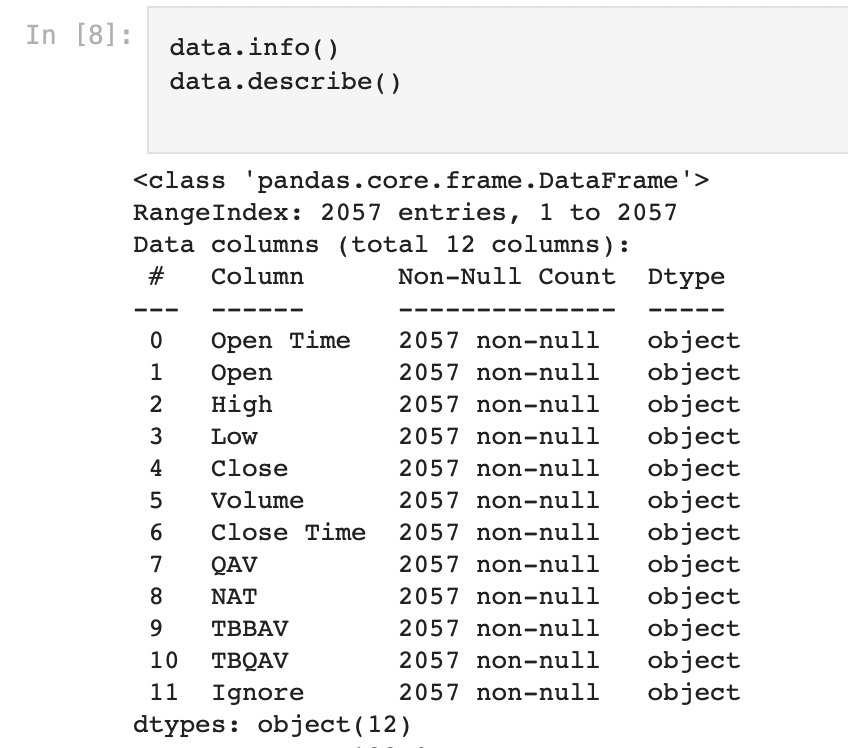 In [8]:
data.info()
data.describe()
<class 'pandas.core.frame.DataFrame'>
RangeIndex: 2057 entries, 1 to 2057
Data columns (total 12 columns):
 #   Column      Non-Null Count  Dtype
---  ------      --------------  -----
 0   Open Time   2057 non-null   object
 1   Open        2057 non-null   object
 2   High        2057 non-null   object
 3   Low         2057 non-null   object
 4   Close       2057 non-null   object
 5   Volume      2057 non-null   object
 6   Close Time  2057 non-null   object
 7   QAV         2057 non-null   object
 8   NAT         2057 non-null   object
 9   TBBAV       2057 non-null   object
 10  TBQAV       2057 non-null   object
 11  Ignore      2057 non-null   object
dtypes: object(12)